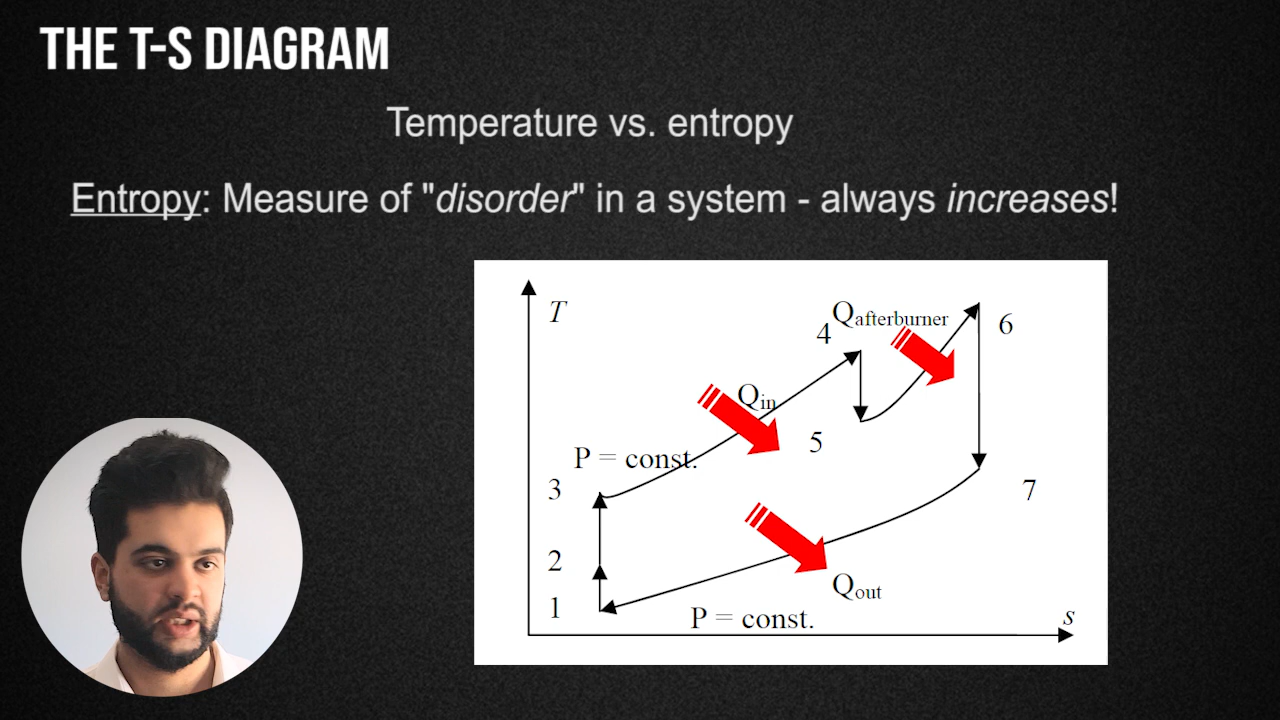 THE T-S DIAGRAM
Temperature vs. entropy
Entropy: Measure of "disorder" in a system - always increases!
T
Qafterburner
4
6
Qin
5
P = const.
3
7
2
Qout
1
P = const.
s